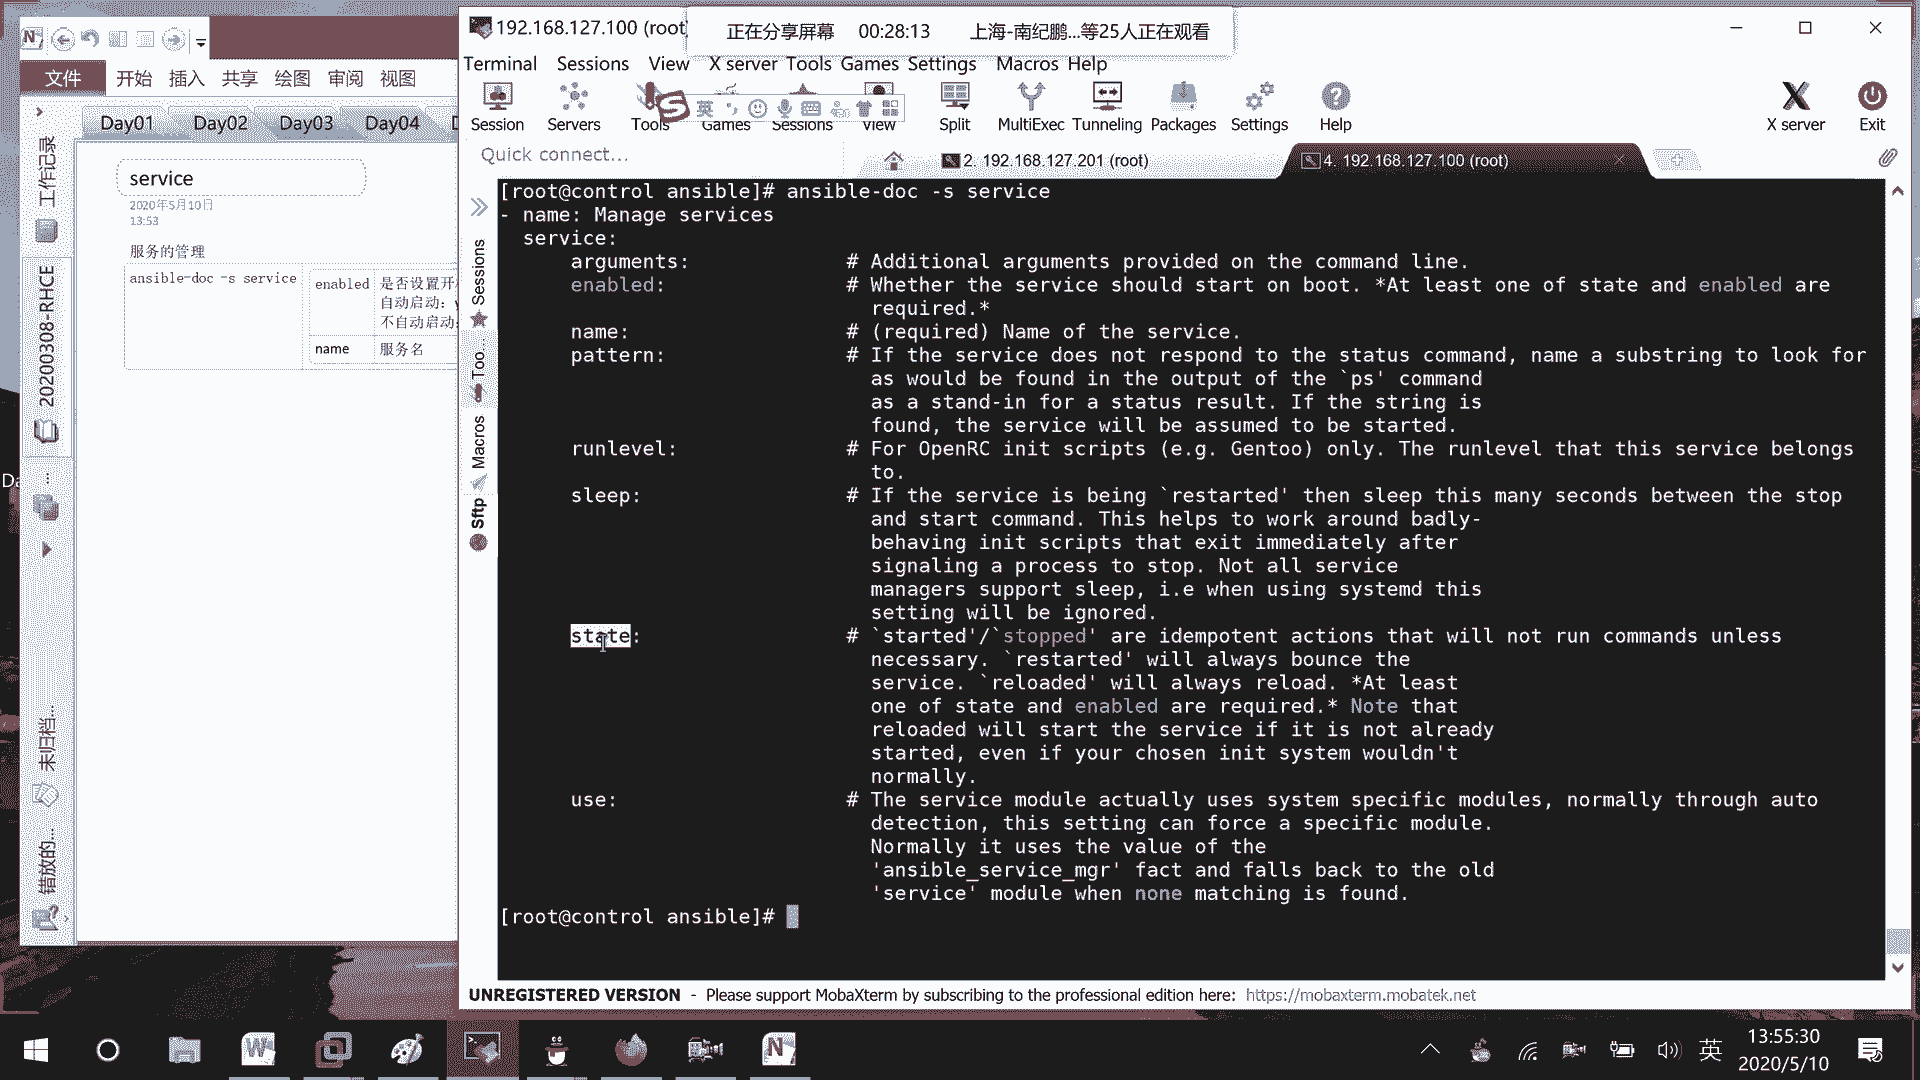 192.168.127.100 (root
正在分享屏幕 00:28:13 上海-南纪鹏...等25人正在观看
Terminal Sessions View X server Tools Games Settings Macros Help
Session Servers Tools Games Sessions View Split MultiExec Tunneling Packages Settings Help X server Exit
英
Quick connect...
2. 192.168.127.201 (root)
4. 192.168.127.100 (root)
文件 开始 插入 共享 绘图 审阅 视图
Day01 Day02 Day03 Day04
工作记录
20200308-RHCE
未归档...
错放的...
service
2020年5月10日
13:53
服务的管理
ansible-doc -s service
enabled 是否设置开
自动启动:
不自动启动:
name 服务名
Sessions
Too...
Macros
Sftp
[root@control ansible]# ansible-doc -s service
- name: Manage services
service:
arguments: # Additional arguments provided on the command line.
enabled: # Whether the service should start on boot. *At least one of state and enabled are
required.*
name: # (required) Name of the service.
pattern: # If the service does not respond to the status command, name a substring to look for
as would be found in the output of the `ps' command
as a stand-in for a status result. If the string is
found, the service will be assumed to be started.
runlevel: # For OpenRC init scripts (e.g. Gentoo) only. The runlevel that this service belongs
to.
sleep: # If the service is being `restarted' then sleep this many seconds between the stop
and start command. This helps to work around badly-
behaving init scripts that exit immediately after
signaling a process to stop. Not all service
managers support sleep, i.e when using systemd this
setting will be ignored.
state: # `started'/`stopped' are idempotent actions that will not run commands unless
necessary. `restarted' will always bounce the
service. `reloaded' will always reload. *At least
one of state and enabled are required.* Note that
reloaded will start the service if it is not already
started, even if your chosen init system wouldn't
normally.
use: # The service module actually uses system specific modules, normally through auto
detection, this setting can force a specific module.
Normally it uses the value of the
'ansible_service_mgr' fact and falls back to the old
'service' module when none matching is found.
[root@control ansible]#
UNREGISTERED VERSION - Please support MobaXterm by subscribing to the professional edition here: https://mobaxterm.mobatek.net
英
13:55:30
2020/5/10